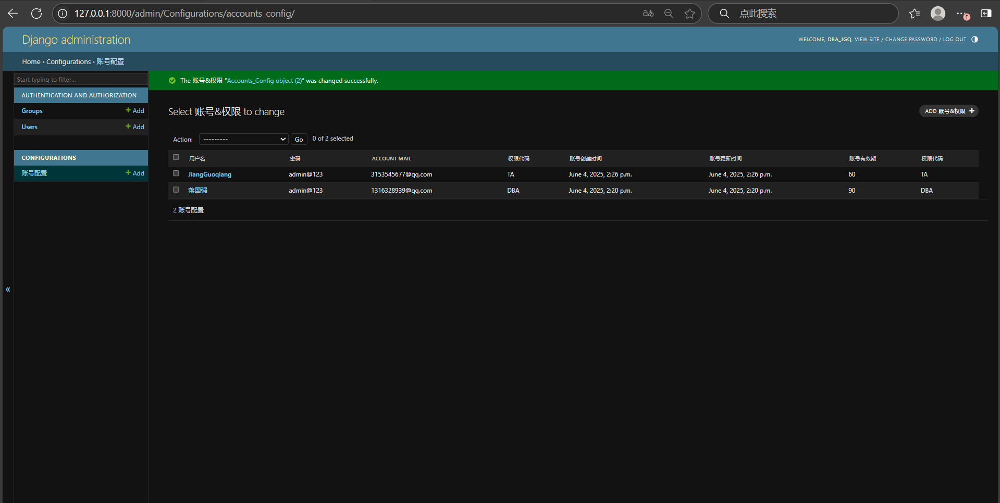 127.0.0.1:8000/admin/Configurations/accounts_config/
aあ
点此搜索
Django administration
WELCOME, DBA_JGQ. VIEW SITE / CHANGE PASSWORD / LOG OUT
Home › Configurations › 账号配置
Start typing to filter...
AUTHENTICATION AND AUTHORIZATION
Groups + Add
Users + Add
CONFIGURATIONS
账号配置 + Add
«
The 账号&权限 “Accounts_Config object (2)” was changed successfully.
Select 账号&权限 to change
ADD 账号&权限 +
Action: --------- Go 0 of 2 selected
用户名 密码 ACCOUNT MAIL 权限代码 账号创建时间 账号更新时间 账号有效期 权限代码
JiangGuoqiang admin@123 3153545677@qq.com TA June 4, 2025, 2:26 p.m. June 4, 2025, 2:26 p.m. 60 TA
蒋国强 admin@123 1316328939@qq.com DBA June 4, 2025, 2:20 p.m. June 4, 2025, 2:20 p.m. 90 DBA
2 账号配置